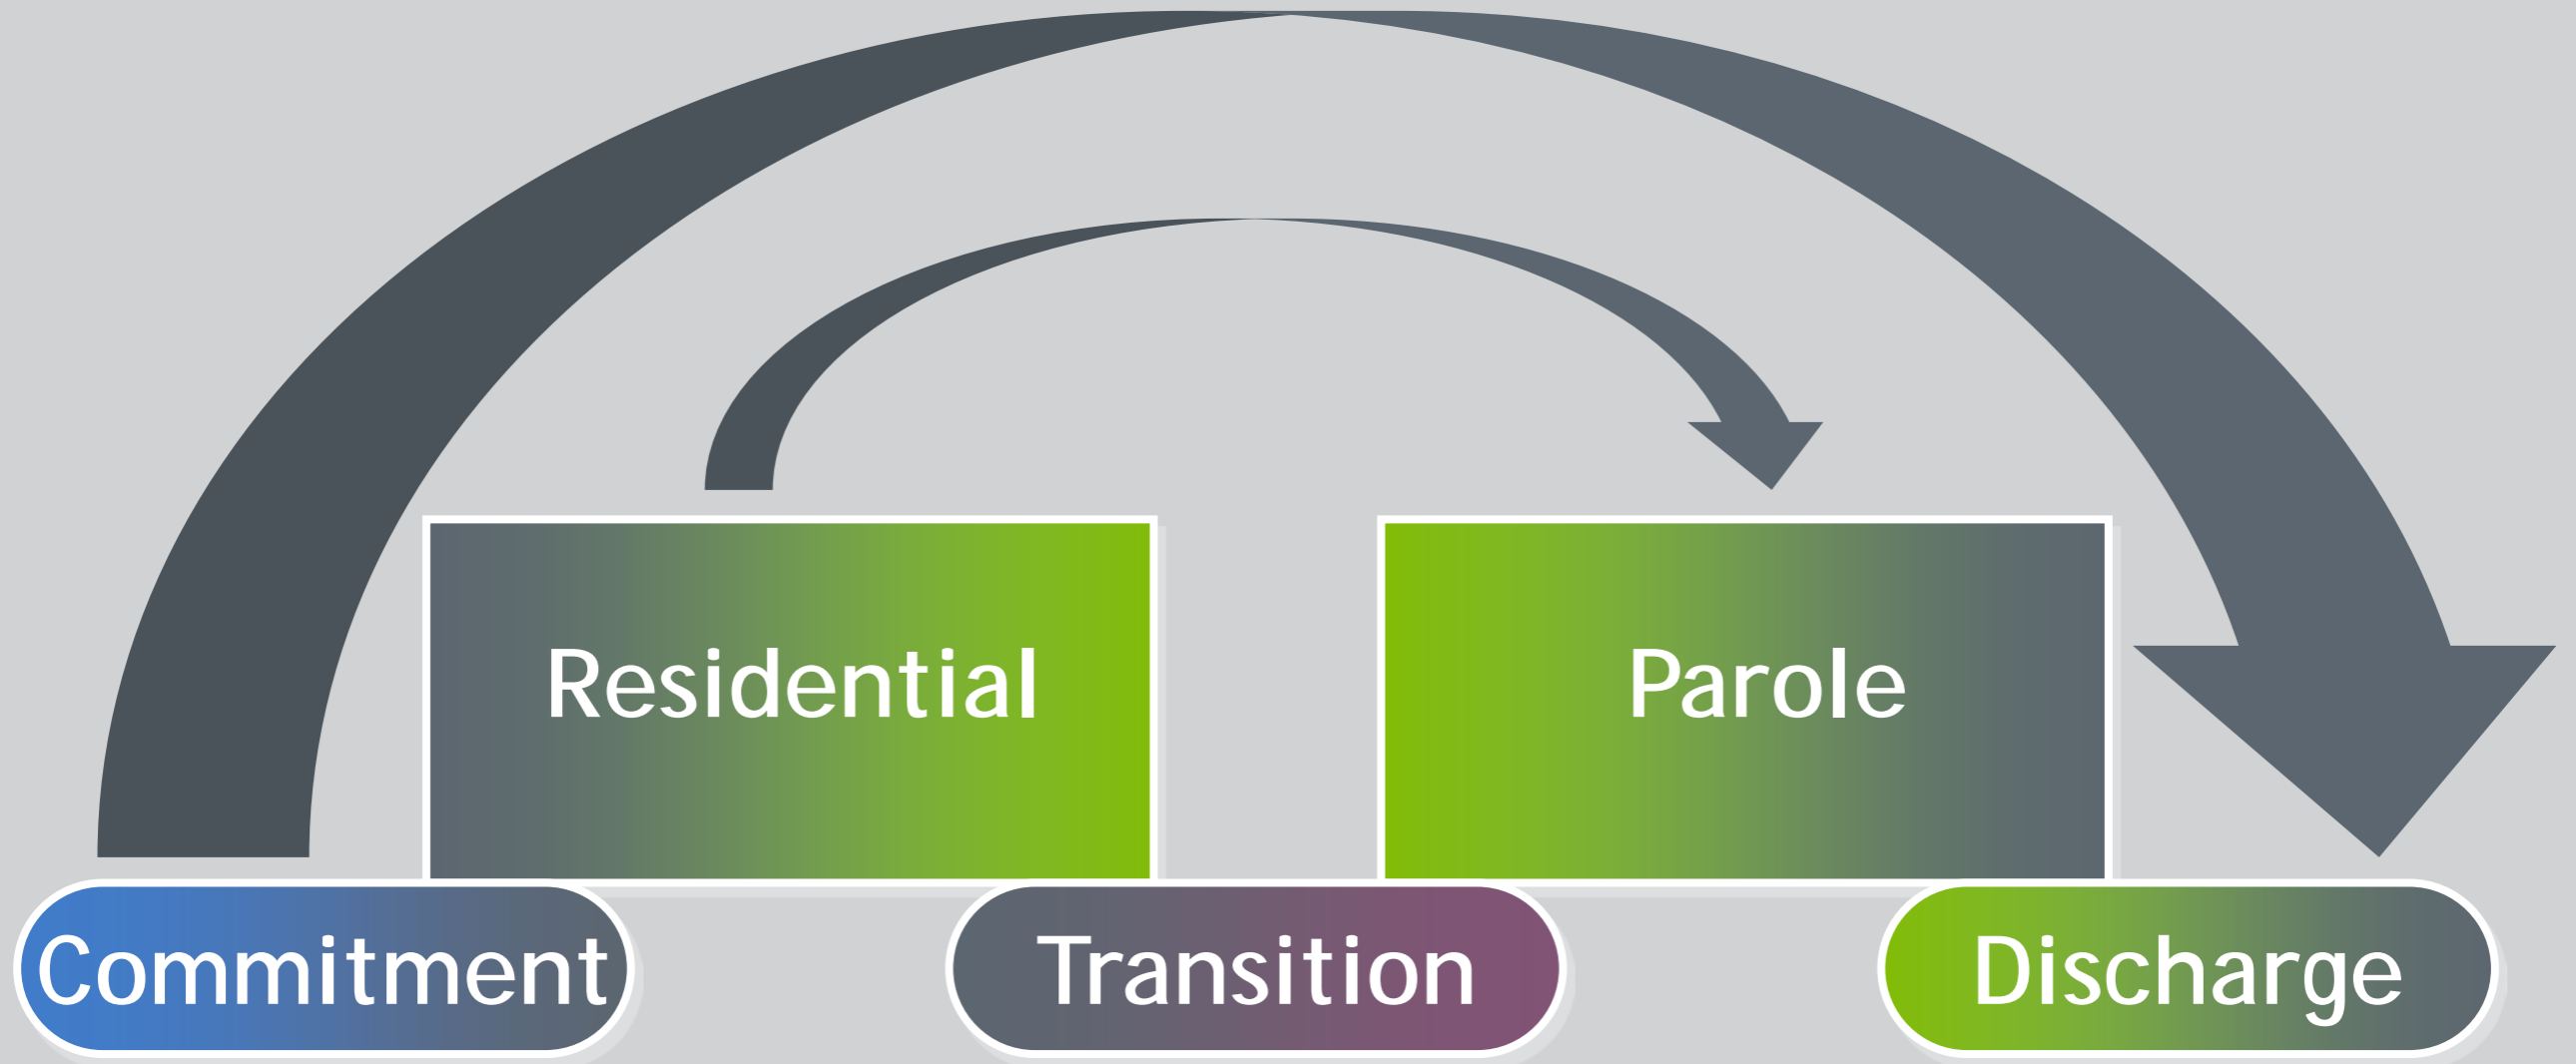 Residential
Parole
Commitment
Transition
Discharge